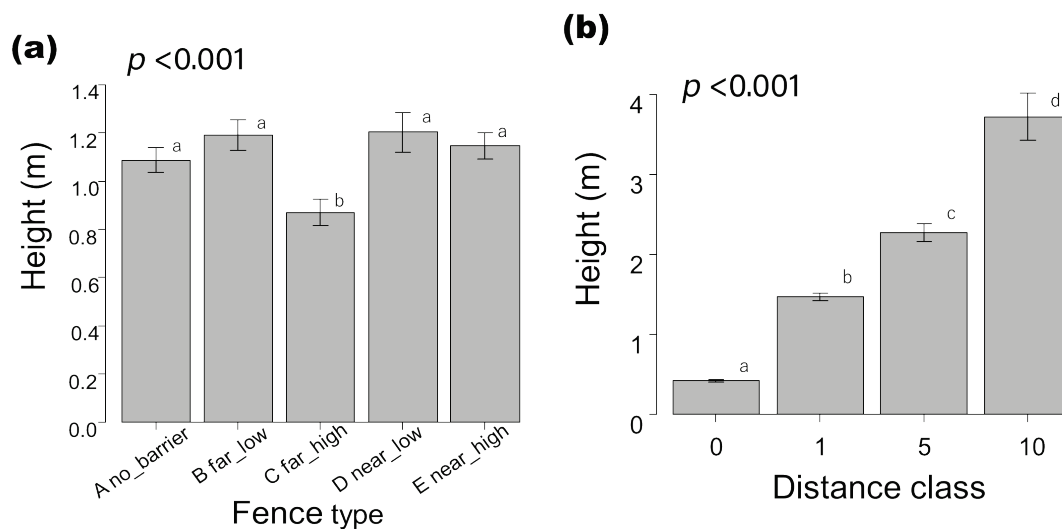 (a)
p <0.001
Height (m)
1.4
1.2
1.0
0.8
0.6
0.4
0.2
0.0
a
a
b
a
a
A no_barrier
B far_low
C far_high
D near_low
E near_high
Fence type
(b)
p <0.001
Height (m)
4
3
2
1
0
a
b
c
d
0
1
5
10
Distance class